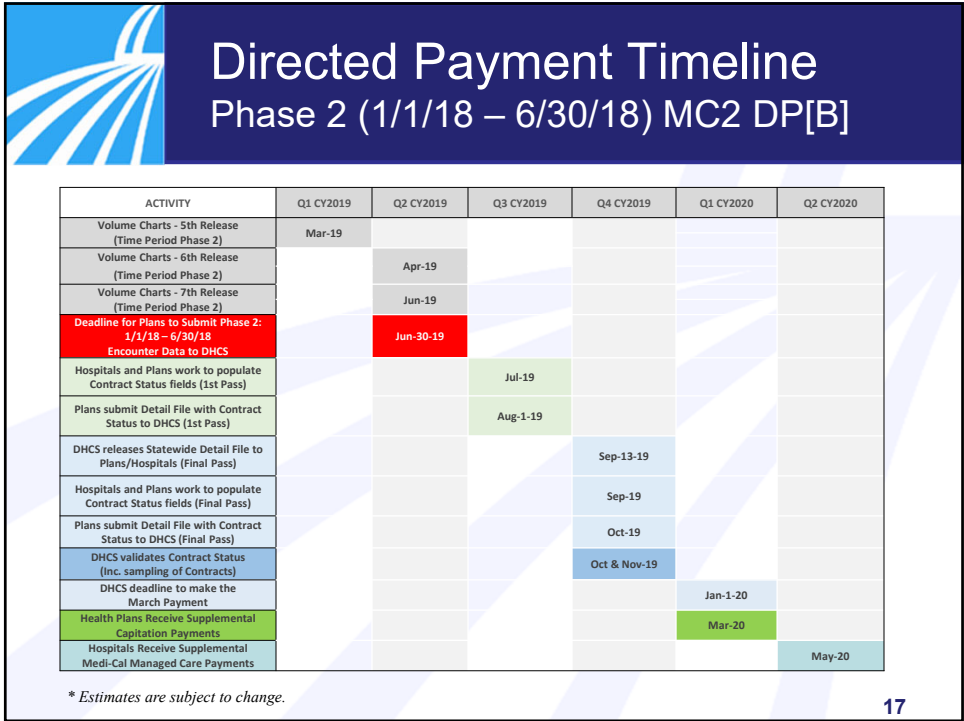 Directed Payment Timeline
Phase 2 (1/1/18 – 6/30/18) MC2 DP[B]
ACTIVITY Q1 CY2019 Q2 CY2019 Q3 CY2019 Q4 CY2019 Q1 CY2020 Q2 CY2020
Volume Charts - 5th Release
(Time Period Phase 2)
Mar-19
Volume Charts - 6th Release
(Time Period Phase 2)
Apr-19
Volume Charts - 7th Release
(Time Period Phase 2)
Jun-19
Deadline for Plans to Submit Phase 2:
1/1/18 – 6/30/18
Encounter Data to DHCS
Jun-30-19
Hospitals and Plans work to populate
Contract Status fields (1st Pass)
Jul-19
Plans submit Detail File with Contract
Status to DHCS (1st Pass)
Aug-1-19
DHCS releases Statewide Detail File to
Plans/Hospitals (Final Pass)
Sep-13-19
Hospitals and Plans work to populate
Contract Status fields (Final Pass)
Sep-19
Plans submit Detail File with Contract
Status to DHCS (Final Pass)
Oct-19
DHCS validates Contract Status
(Inc. sampling of Contracts)
Oct & Nov-19
DHCS deadline to make the
March Payment
Jan-1-20
Health Plans Receive Supplemental
Capitation Payments
Mar-20
Hospitals Receive Supplemental
Medi-Cal Managed Care Payments
May-20
* Estimates are subject to change.
17